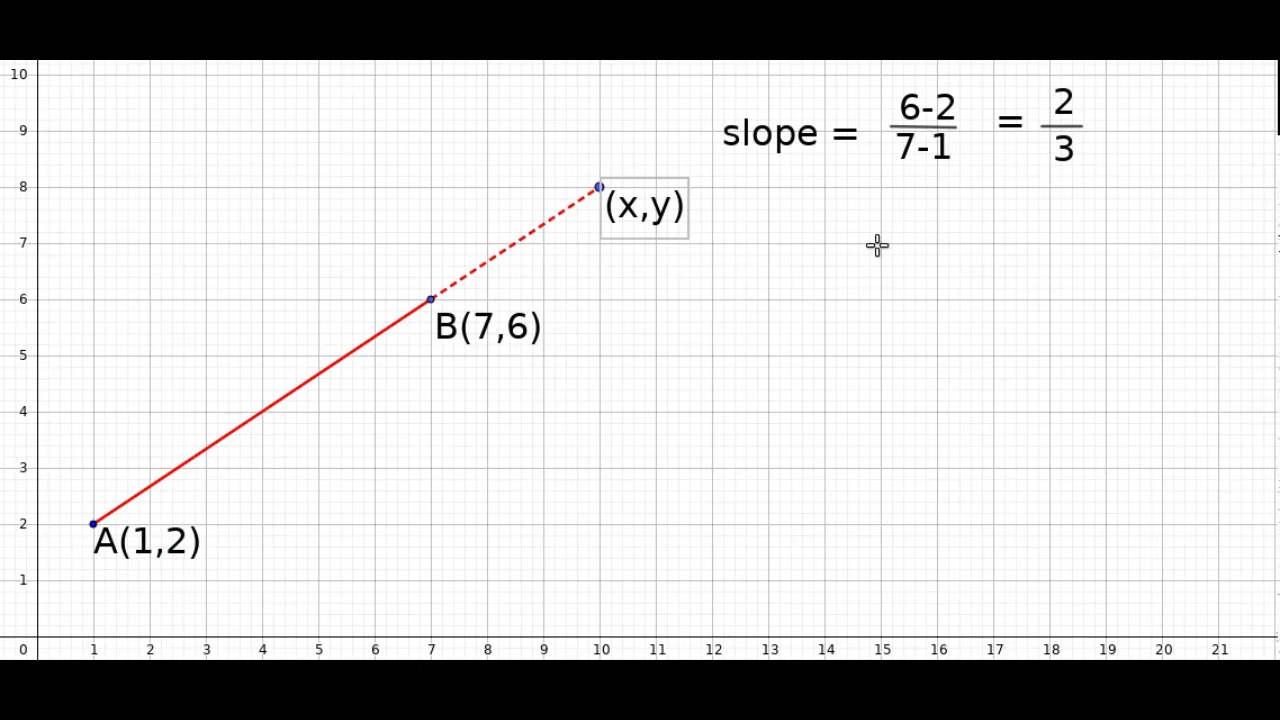 10
9
8
7
6
5
4
3
2
1
0 1 2 3 4 5 6 7 8 9 10 11 12 13 14 15 16 17 18 19 20 21
slope = 6-2 = 2
7-1 3
(x,y)
B(7,6)
A(1,2)